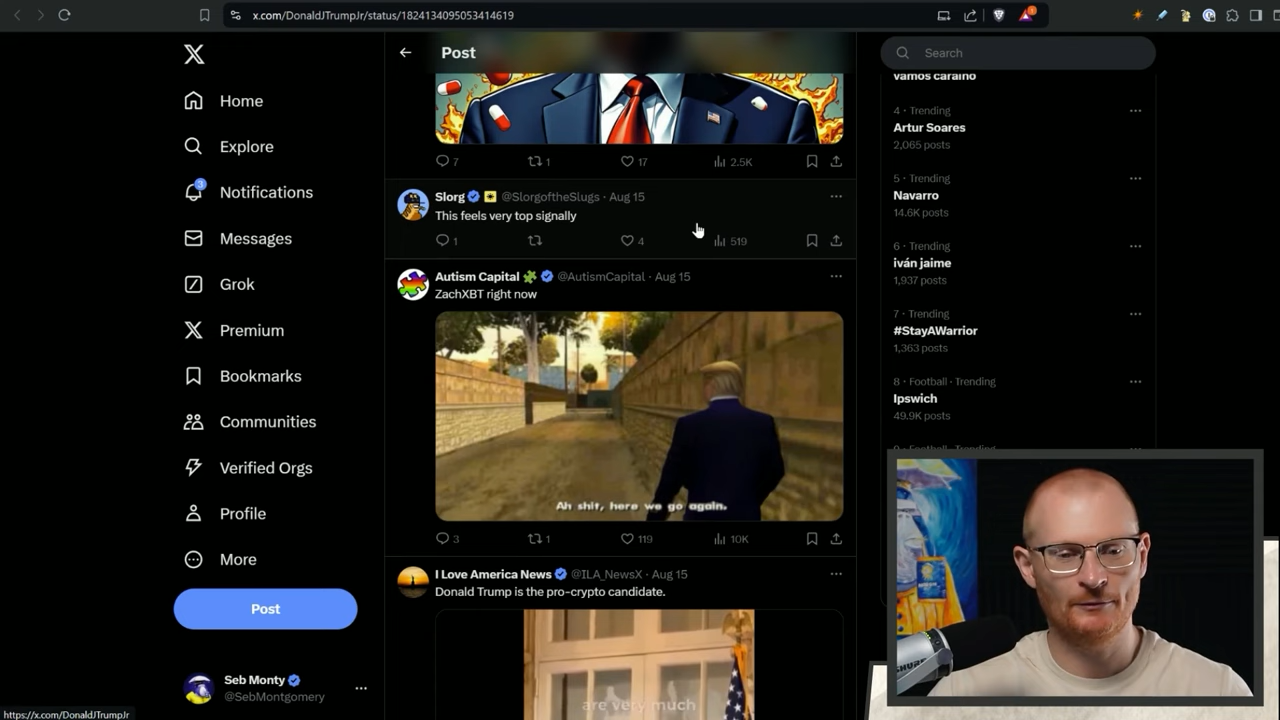 x.com/DonaldJTrumpJr/status/1824134095053414619
1
Post
Search
Home
Explore
3
Notifications
Messages
Grok
Premium
Bookmarks
Communities
Verified Orgs
Profile
More
Post
Seb Monty
@SebMontgomery
https://x.com/DonaldJTrumpJr
7 1 17 2.5K
Slorg @SlorgoftheSlugs · Aug 15
This feels very top signally
1 4 519
Autism Capital @AutismCapital · Aug 15
ZachXBT right now
Ah shit, here we go again.
3 1 119 10K
I Love America News @ILA_NewsX · Aug 15
Donald Trump is the pro-crypto candidate.
are very much
vamos caraino
4 · Trending
Artur Soares
2,065 posts
5 · Trending
Navarro
14.6K posts
6 · Trending
iván jaime
1,937 posts
7 · Trending
#StayAWarrior
1,363 posts
8 · Football · Trending
Ipswich
49.9K posts
9 · Football · Trending